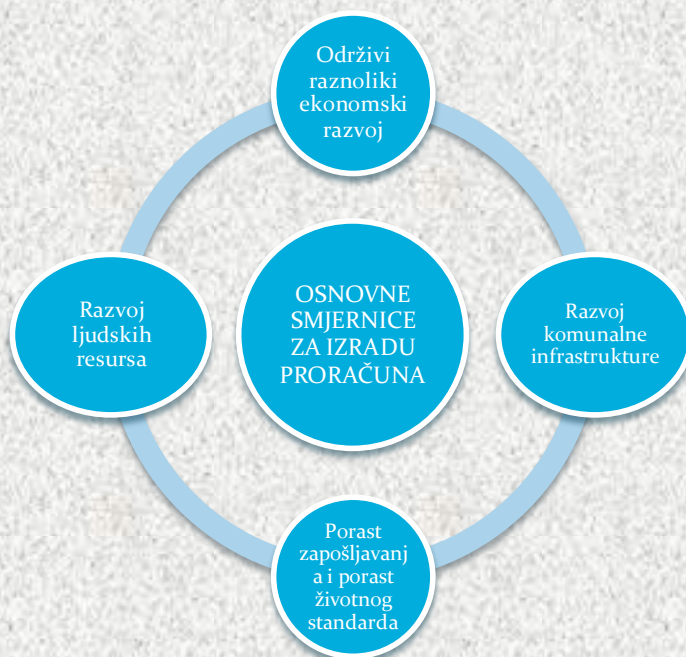 Održivi
raznoliki
ekonomski
razvoj
Razvoj
ljudskih
resursa
OSNOVNE
SMJERNICE
ZA IZRADU
PRORAČUNA
Razvoj
komunalne
infrastrukture
Porast
zapošljavanj
a i porast
životnog
standarda